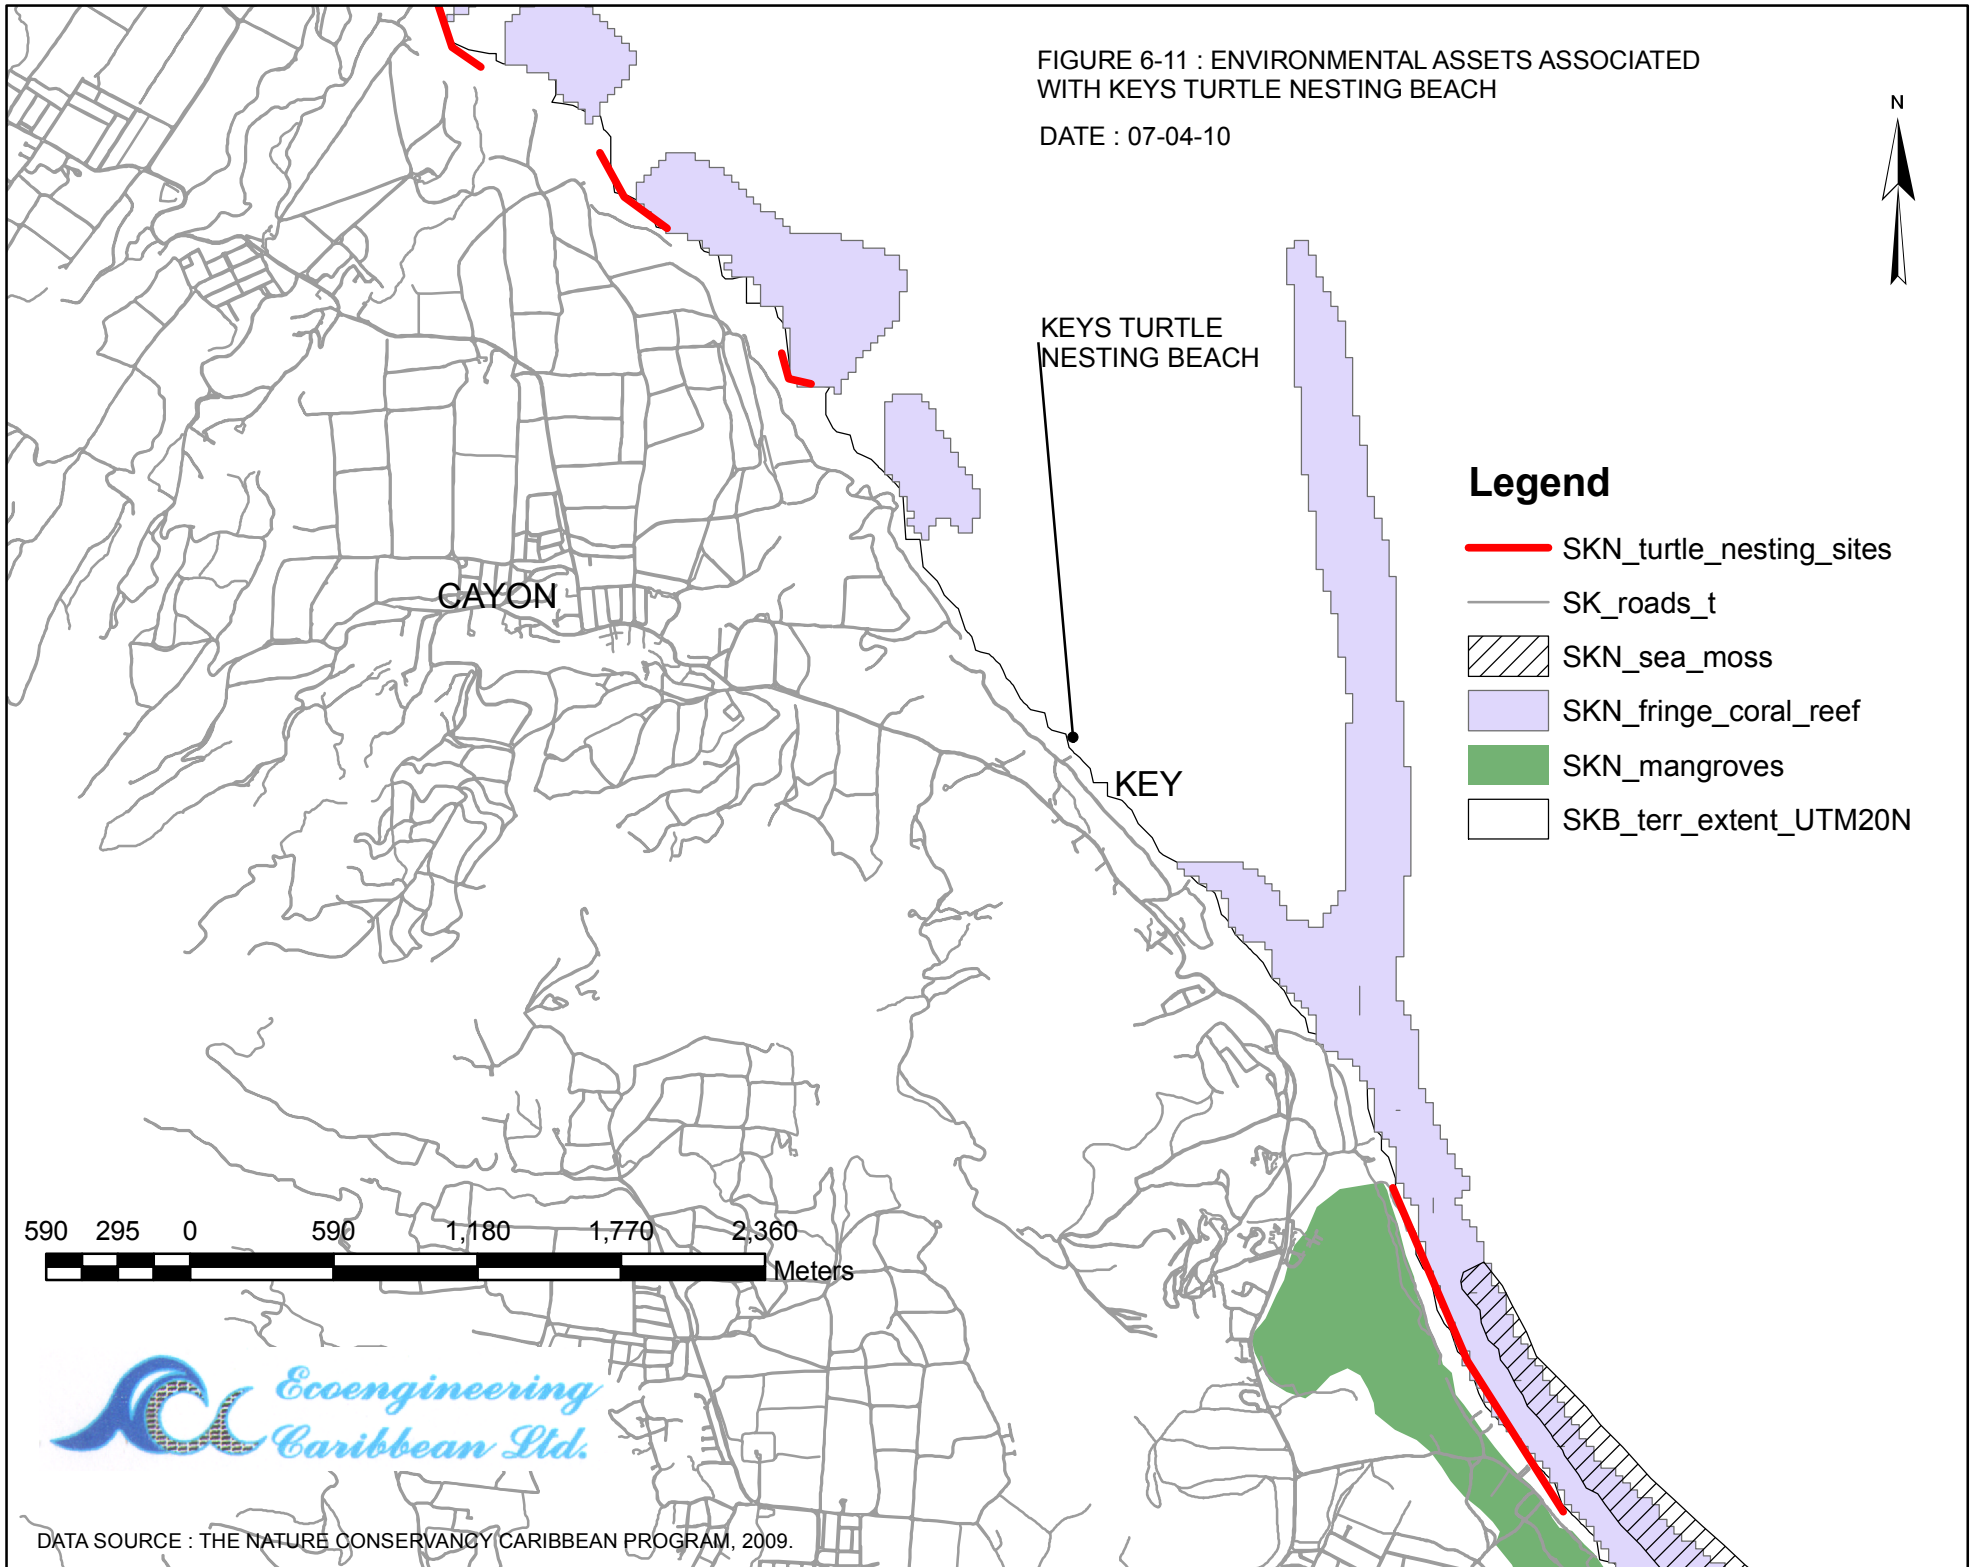 FIGURE 6-11 : ENVIRONMENTAL ASSETS ASSOCIATED
WITH KEYS TURTLE NESTING BEACH
DATE : 07-04-10
N
KEYS TURTLE
NESTING BEACH
Legend
SKN_turtle_nesting_sites
SK_roads_t
SKN_sea_moss
SKN_fringe_coral_reef
SKN_mangroves
SKB_terr_extent_UTM20N
CAYON
KEY
590 295 0 590 1,180 1,770 2,360
Meters
Ecoengineering
Caribbean Ltd.
DATA SOURCE : THE NATURE CONSERVANCY CARIBBEAN PROGRAM, 2009.